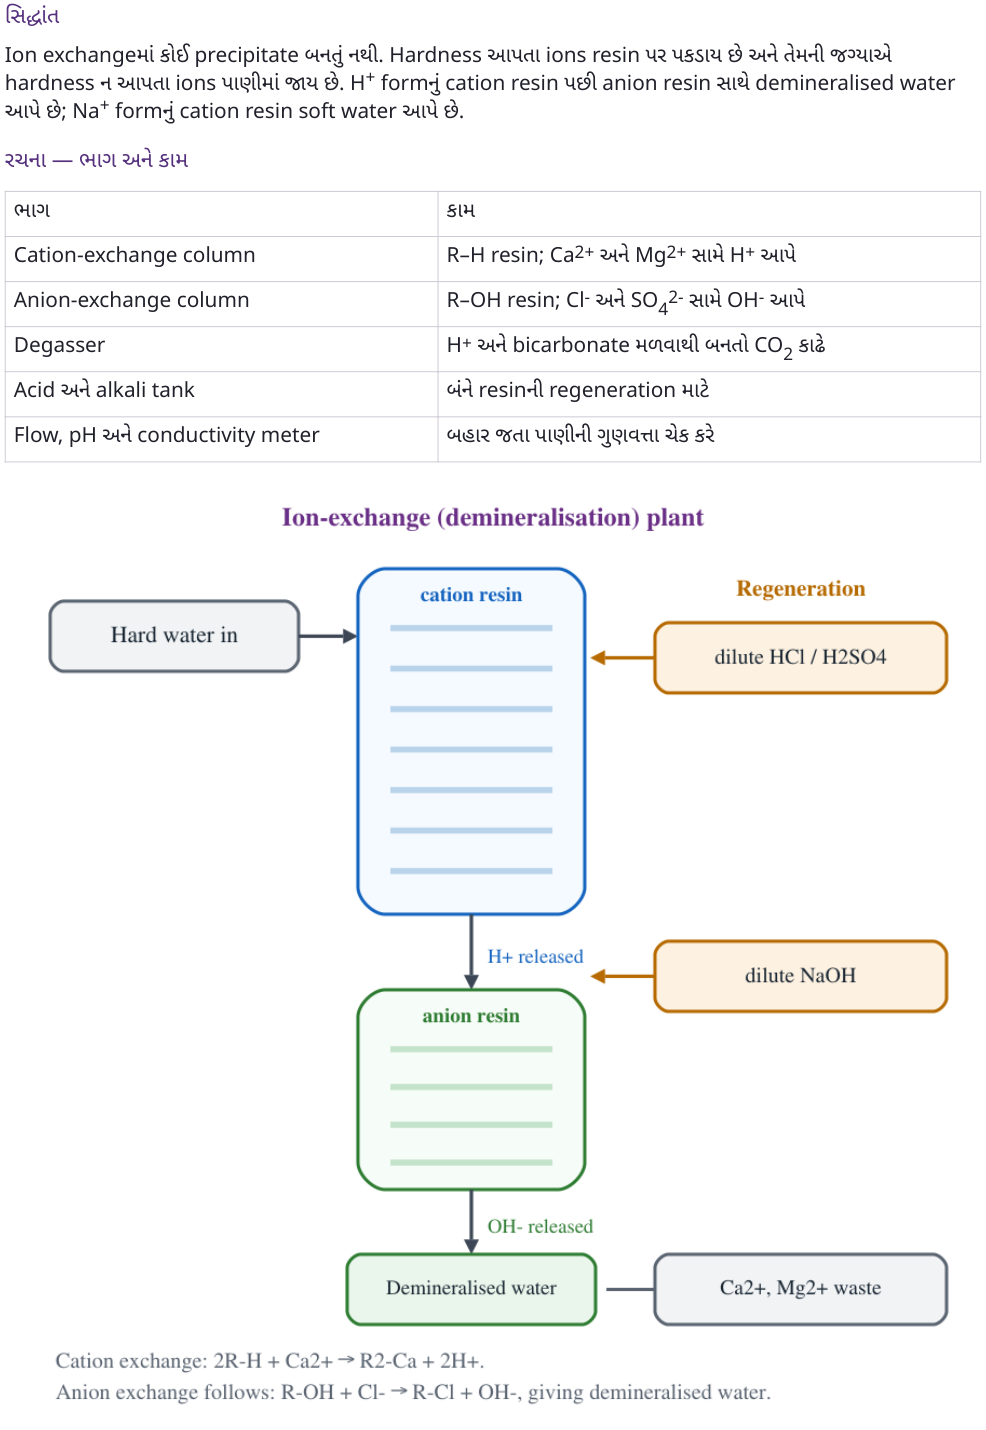 સિદ્ધાંત
Ion exchangeમાં કોઈ precipitate બનતું નથી. Hardness આપતા ions resin પર પકડાય છે અને તેમની જગ્યાએ
hardness ન આપતા ions પાણીમાં જાય છે. H⁺ formનું cation resin પછી anion resin સાથે demineralised water
આપે છે; Na⁺ formનું cation resin soft water આપે છે.
રચના — ભાગ અને કામ
ભાગ કામ
Cation-exchange column R–H resin; Ca²⁺ અને Mg²⁺ સામે H⁺ આપે
Anion-exchange column R–OH resin; Cl⁻ અને SO₄²⁻ સામે OH⁻ આપે
Degasser H⁺ અને bicarbonate મળવાથી બનતો CO₂ કાઢે
Acid અને alkali tank બંને resinની regeneration માટે
Flow, pH અને conductivity meter બહાર જતા પાણીની ગુણવત્તા ચેક કરે
Ion-exchange (demineralisation) plant
cation resin
Regeneration
Hard water in
dilute HCl / H2SO4
H+ released
dilute NaOH
anion resin
OH- released
Demineralised water
Ca2+, Mg2+ waste
Cation exchange: 2R-H + Ca2+ → R2-Ca + 2H+.
Anion exchange follows: R-OH + Cl- → R-Cl + OH-, giving demineralised water.